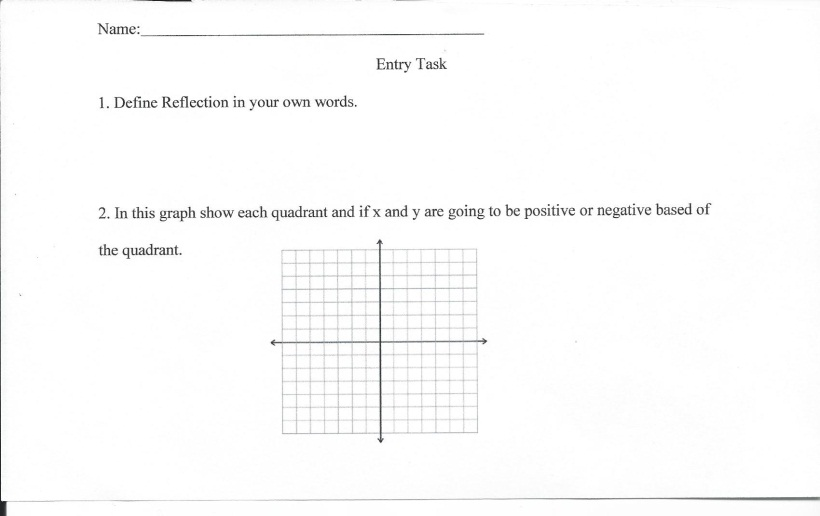 Name:
Entry Task
1. Define Reflection in your own words.
2. In this graph show each quadrant and if x and y are going to be positive or negative based of
the quadrant.